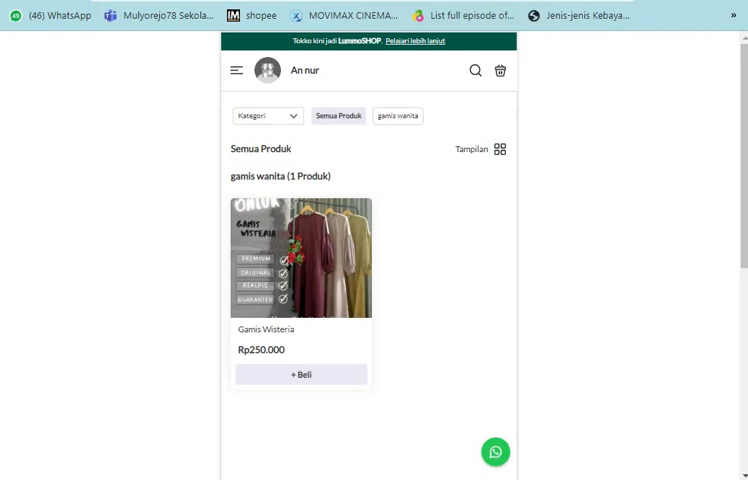 (46) WhatsApp
Mulyorejo78 Sekola...
shopee
MOVIMAX CINEMA...
List full episode of...
Jenis-jenis Kebaya...
»
Tokko kini jadi LummoSHOP. Pelajari lebih lanjut
An nur
Kategori
Semua Produk
gamis wanita
Semua Produk
Tampilan
gamis wanita (1 Produk)
GAMIS
WISTERIA
PREMIUM
ORIGINAL
REALPIC
GUARANTED
Gamis Wisteria
Rp250.000
+ Beli